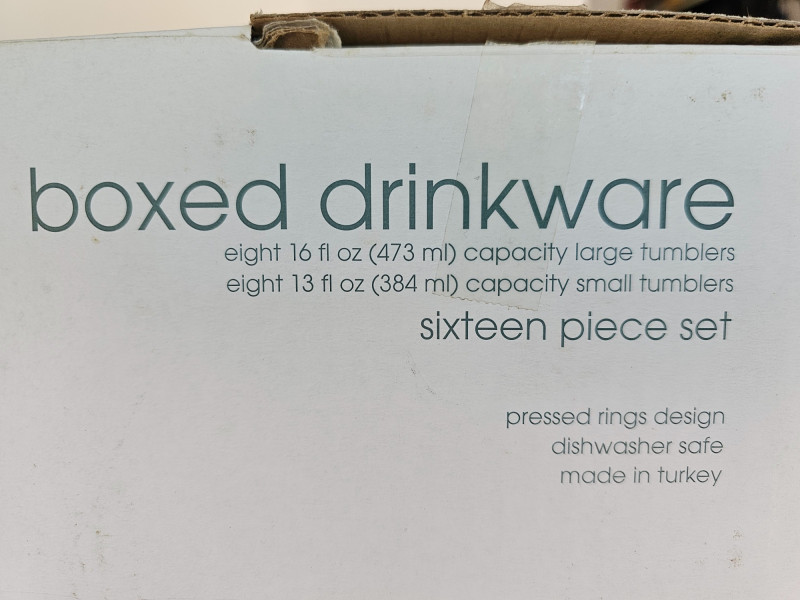 boxed drinkware
eight 16 fl oz (473 ml) capacity large tumblers
eight 13 fl oz (384 ml) capacity small tumblers
sixteen piece set
pressed rings design
dishwasher safe
made in turkey